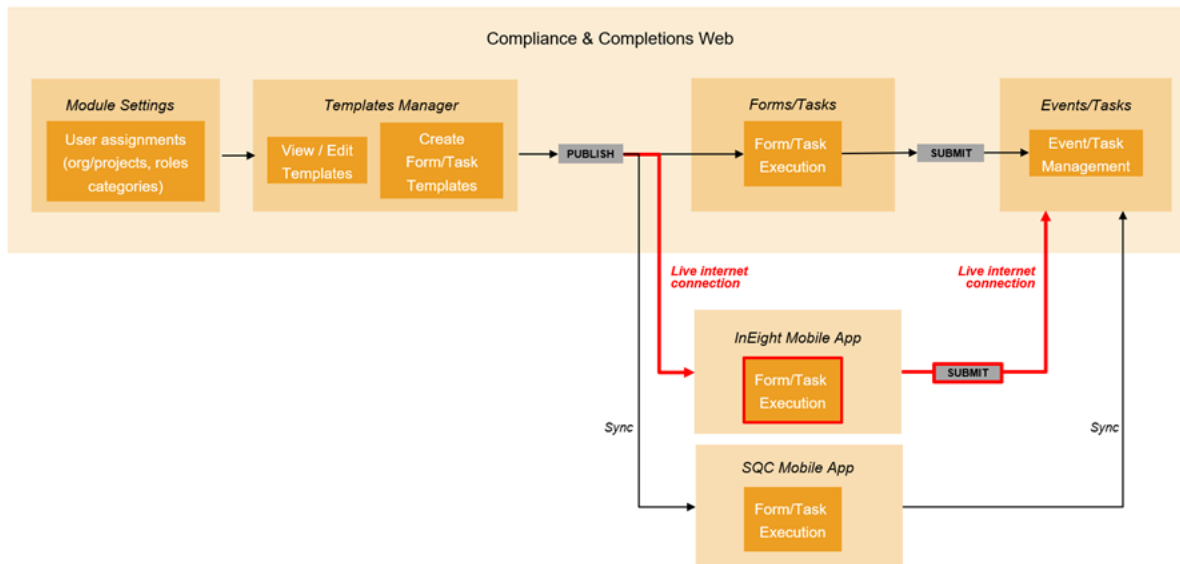 Compliance & Completions Web
Module Settings
User assignments
(org/projects, roles
categories)
Templates Manager
View / Edit
Templates
Create
Form/Task
Templates
PUBLISH
Forms/Tasks
Form/Task
Execution
SUBMIT
Events/Tasks
Event/Task
Management
Live internet
connection
Live internet
connection
InEight Mobile App
Form/Task
Execution
SUBMIT
Sync
Sync
SQC Mobile App
Form/Task
Execution